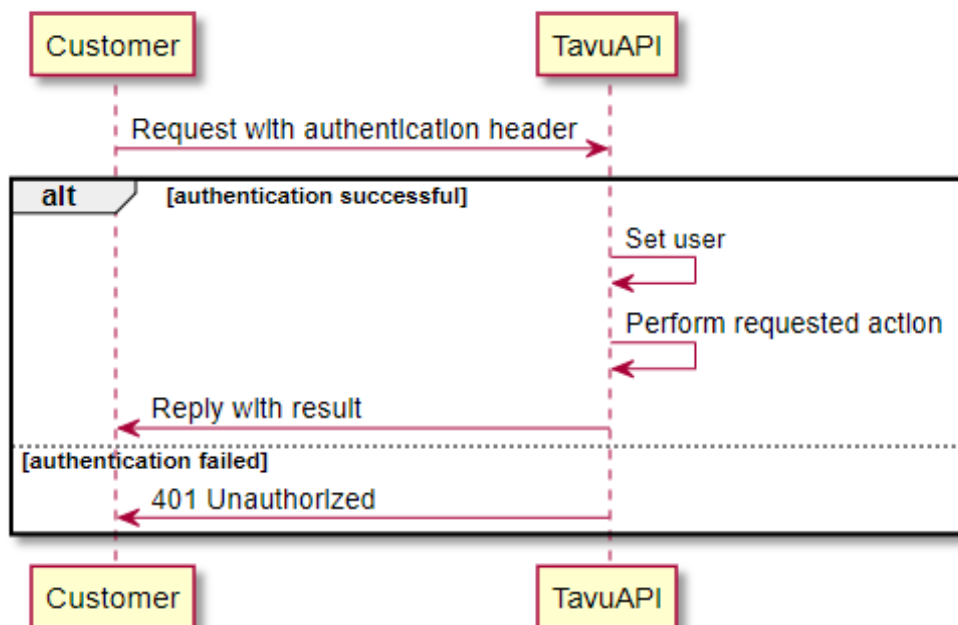 Customer TavuAPI
Request with authentication header
alt [authentication successful]
Set user
Perform requested action
Reply with result
[authentication failed]
401 Unauthorized
Customer TavuAPI